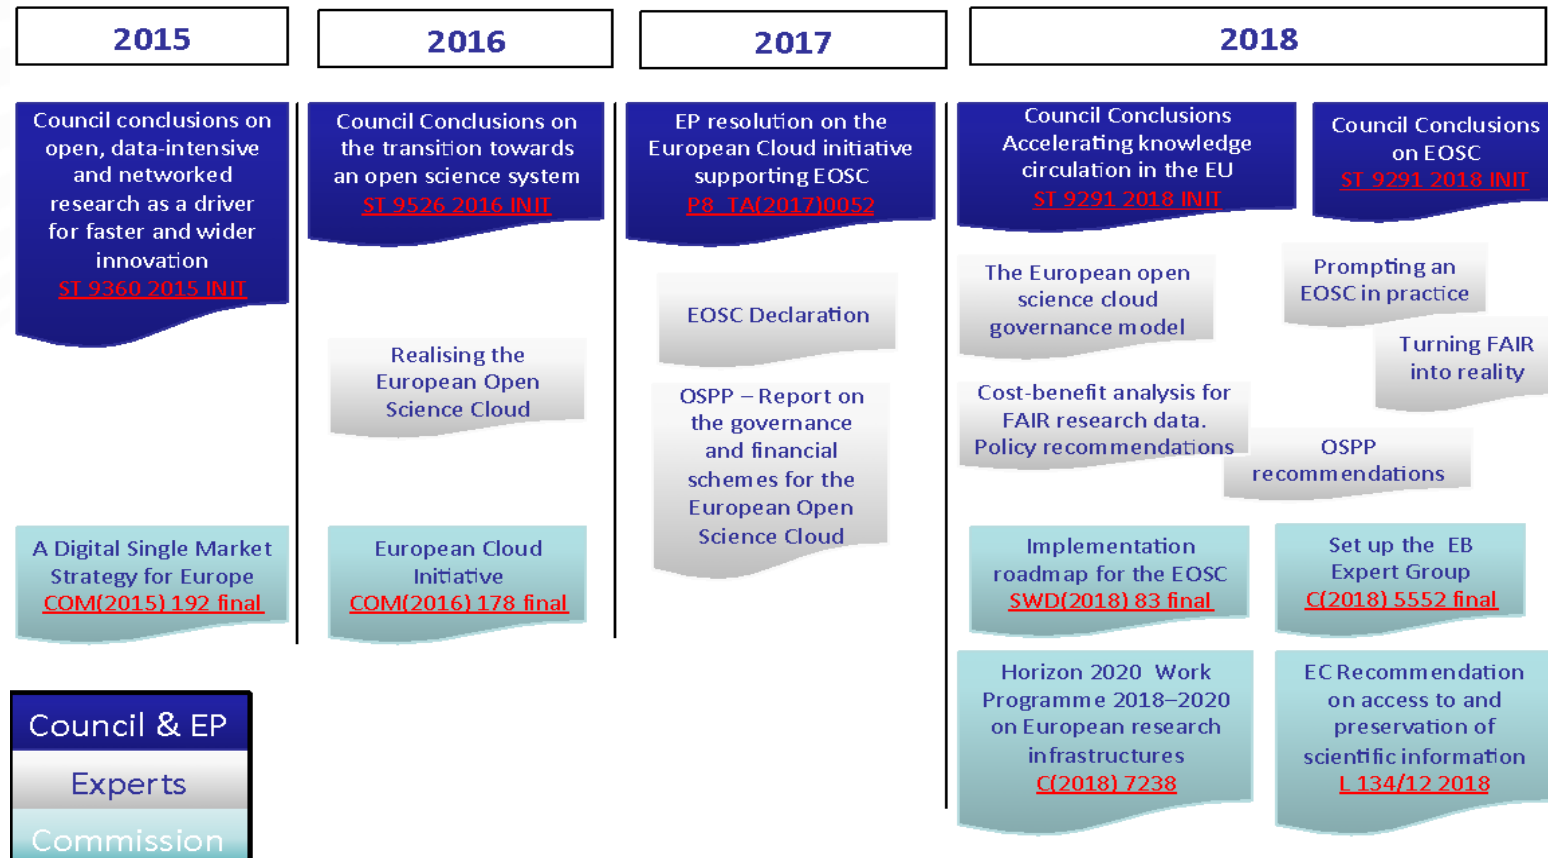 2015
2016
2017
2018
Council conclusions on
open, data-intensive
and networked
research as a driver
for faster and wider
innovation
ST 9360 2015 INIT
A Digital Single Market
Strategy for Europe
COM(2015) 192 final
Council Conclusions on
the transition towards
an open science system
ST 9526 2016 INIT
Realising the
European Open
Science Cloud
European Cloud
Initiative
COM(2016) 178 final
EP resolution on the
European Cloud initiative
supporting EOSC
P8_TA(2017)0052
EOSC Declaration
OSPP – Report on
the governance
and financial
schemes for the
European Open
Science Cloud
Council Conclusions
Accelerating knowledge
circulation in the EU
ST 9291 2018 INIT
Council Conclusions
on EOSC
ST 9291 2018 INIT
The European open
science cloud
governance model
Prompting an
EOSC in practice
Turning FAIR
into reality
Cost-benefit analysis for
FAIR research data.
Policy recommendations
OSPP
recommendations
Implementation
roadmap for the EOSC
SWD(2018) 83 final
Set up the EB
Expert Group
C(2018) 5552 final
Horizon 2020 Work
Programme 2018–2020
on European research
infrastructures
C(2018) 7238
EC Recommendation
on access to and
preservation of
scientific information
L 134/12 2018
Council & EP
Experts
Commission